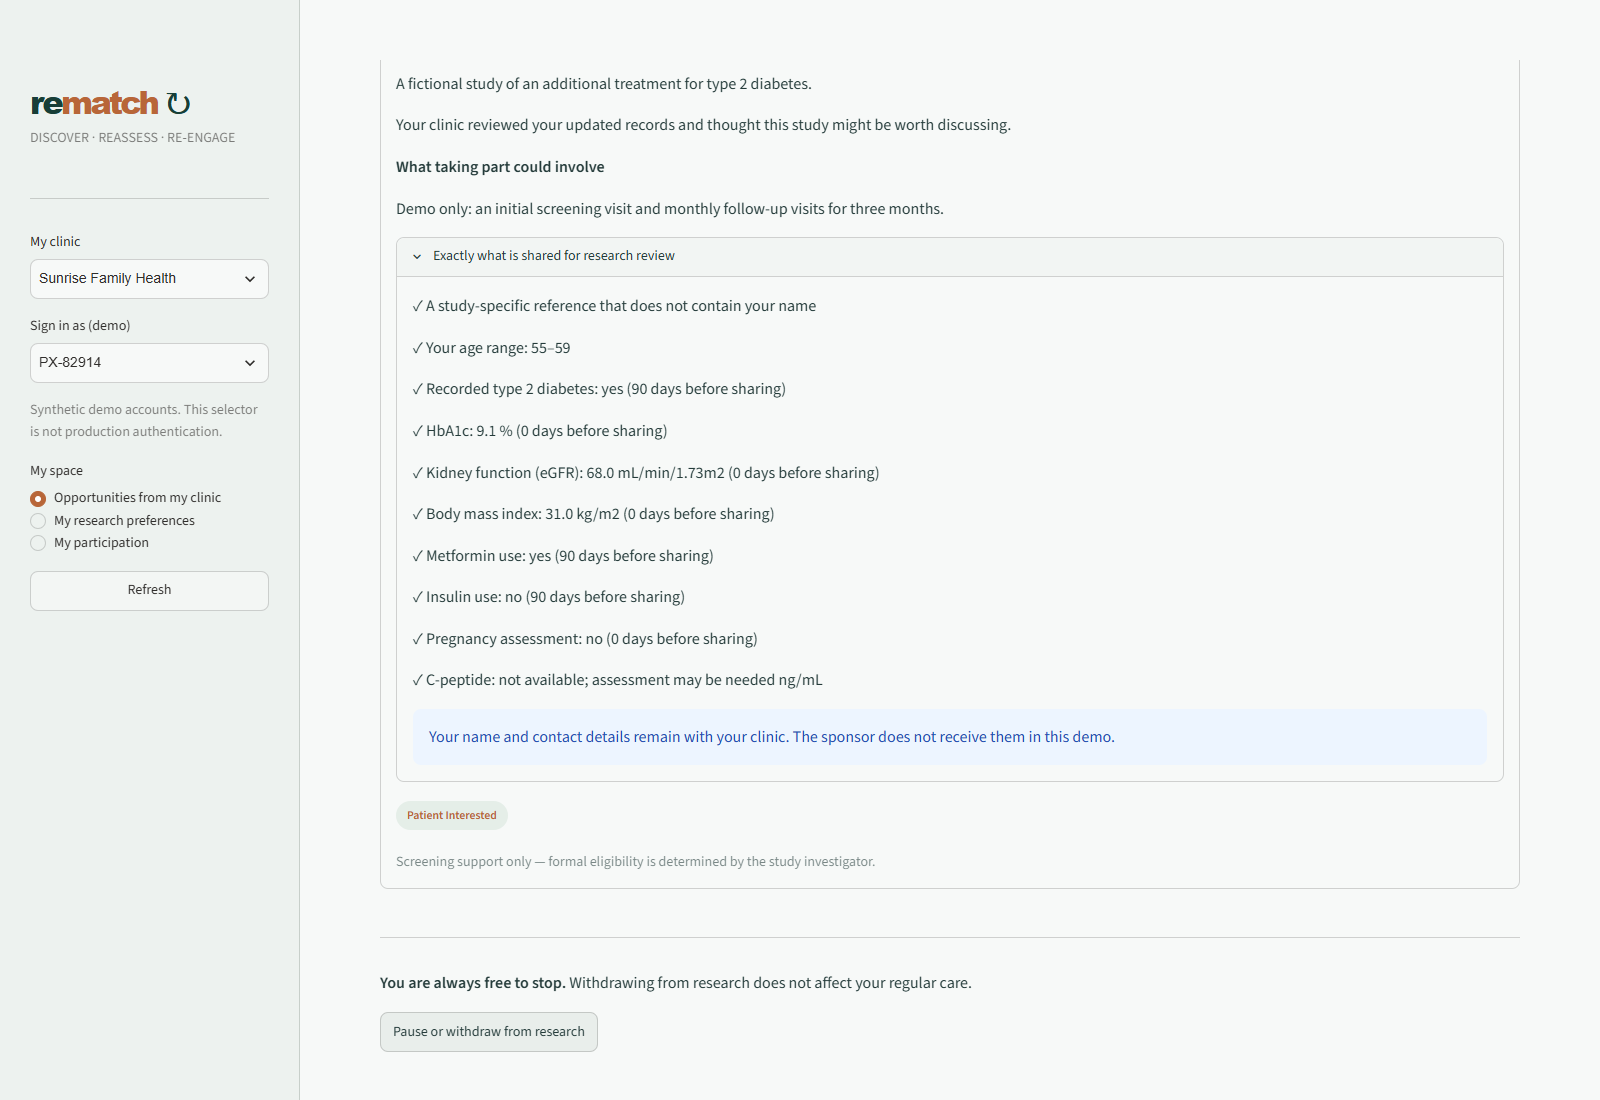 rematch ↻
DISCOVER · REASSESS · RE-ENGAGE
My clinic
Sunrise Family Health
Sign in as (demo)
PX-82914
Synthetic demo accounts. This selector
is not production authentication.
My space
Opportunities from my clinic
My research preferences
My participation
Refresh
A fictional study of an additional treatment for type 2 diabetes.
Your clinic reviewed your updated records and thought this study might be worth discussing.
What taking part could involve
Demo only: an initial screening visit and monthly follow-up visits for three months.
Exactly what is shared for research review
✓ A study-specific reference that does not contain your name
✓ Your age range: 55–59
✓ Recorded type 2 diabetes: yes (90 days before sharing)
✓ HbA1c: 9.1 % (0 days before sharing)
✓ Kidney function (eGFR): 68.0 mL/min/1.73m2 (0 days before sharing)
✓ Body mass index: 31.0 kg/m2 (0 days before sharing)
✓ Metformin use: yes (90 days before sharing)
✓ Insulin use: no (90 days before sharing)
✓ Pregnancy assessment: no (0 days before sharing)
✓ C-peptide: not available; assessment may be needed ng/mL
Your name and contact details remain with your clinic. The sponsor does not receive them in this demo.
Patient Interested
Screening support only — formal eligibility is determined by the study investigator.
You are always free to stop. Withdrawing from research does not affect your regular care.
Pause or withdraw from research